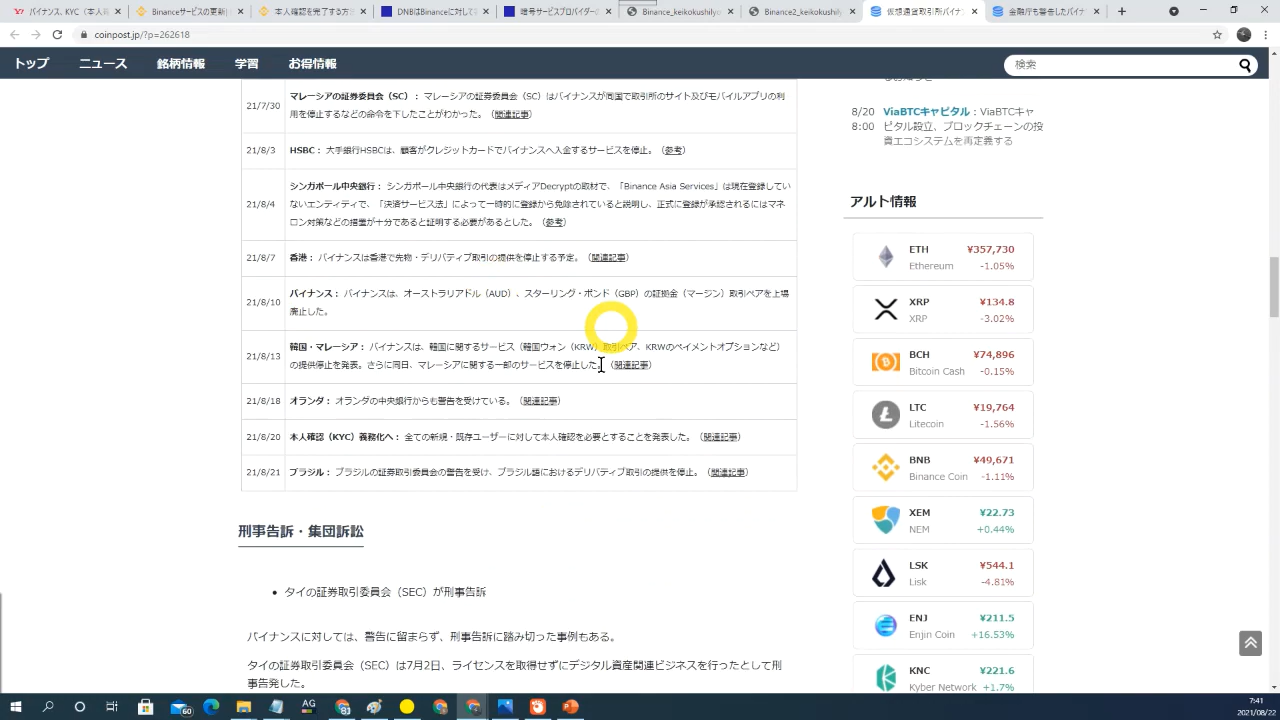 バイナンス, KYC（本人確
Binanceサービスの更新し
本人確認を完了する方
DNBはBinanceに対して
暗号サービスプロバイダー:
Binance_keikokushiyo
Binance2_keikokushily
仮想通貨取引所バイナ
金融庁も警告したバイナ
coinpost.jp/?p=262618
トップ ニュース 銘柄情報 学習 お得情報
検索
21/7/30
マレーシアの証券委員会（SC）： マレーシアの証券委員会（SC）はバイナンスが同国で取引所のサイト及びモバイルアプリの利
用を停止するなどの命令を下したことがわかった。（関連記事）
21/8/3
HSBC： 大手銀行HSBCは、顧客がクレジットカードでバイナンスへ入金するサービスを停止。（参考）
21/8/4
シンガポール中央銀行： シンガポール中央銀行の代表はメディアDecryptの取材で、「Binance Asia Services」は現在登録してい
ないエンティティで、「決済サービス法」によって一時的に登録から免除されていると説明し、正式に登録が承認されるにはマネ
ロン対策などの措置が十分であると証明する必要があるとした。（参考）
21/8/7
香港： バイナンスは香港で先物・デリバティブ取引の提供を停止する予定。（関連記事）
21/8/10
バイナンス： バイナンスは、オーストラリアドル（AUD）、スターリング・ポンド（GBP）の証拠金（マージン）取引ペアを上場
廃止した。
21/8/13
韓国・マレーシア： バイナンスは、韓国に関するサービス（韓国ウォン（KRW）取引ペア、KRWのペイメントオプションなど）
の提供停止を発表。さらに同日、マレーシアに関する一部のサービスを停止した。（関連記事）
21/8/18
オランダ： オランダの中央銀行からも警告を受けている。（関連記事）
21/8/20
本人確認（KYC）義務化へ： 全ての新規・既存ユーザーに対して本人確認を必要とすることを発表した。（関連記事）
21/8/21
ブラジル： ブラジルの証券取引委員会の警告を受け、ブラジル語におけるデリバティブ取引の提供を停止。（関連記事）
刑事告訴・集団訴訟
• タイの証券取引委員会（SEC）が刑事告訴
バイナンスに対しては、警告に留まらず、刑事告訴に踏み切った事例もある。
タイの証券取引委員会（SEC）は7月2日、ライセンスを取得せずにデジタル資産関連ビジネスを行ったとして刑
事告発した。
8/20 ViaBTCキャピタル：ViaBTCキャ
8:00 ピタル設立、ブロックチェーンの投
資エコシステムを再定義する
アルト情報
ETH ¥357,730
Ethereum -1.05%
XRP ¥134.8
XRP -3.02%
BCH ¥74,896
Bitcoin Cash -0.15%
LTC ¥19,764
Litecoin -1.56%
BNB ¥49,671
Binance Coin -1.11%
XEM ¥22.73
NEM +0.44%
LSK ¥544.1
Lisk -4.81%
ENJ ¥211.5
Enjin Coin +16.53%
KNC ¥221.6
Kyber Network +1.7%
60
AG
7:41
2021/08/22